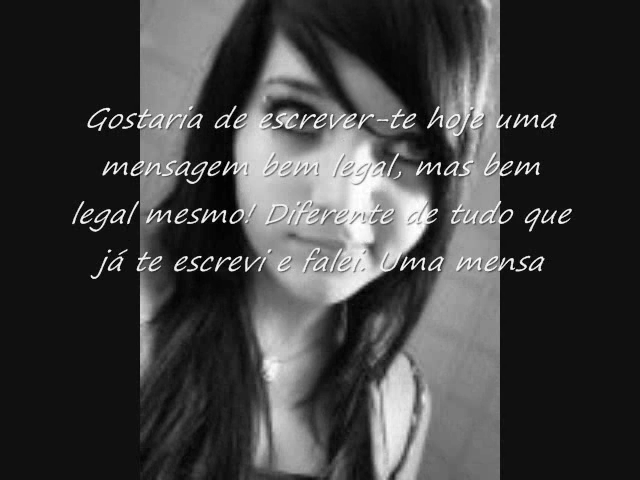 Gostaria de escrever-te hoje uma
mensagem bem legal, mas bem
legal mesmo! Diferente de tudo que
já te escrevi e falei. Uma mensa